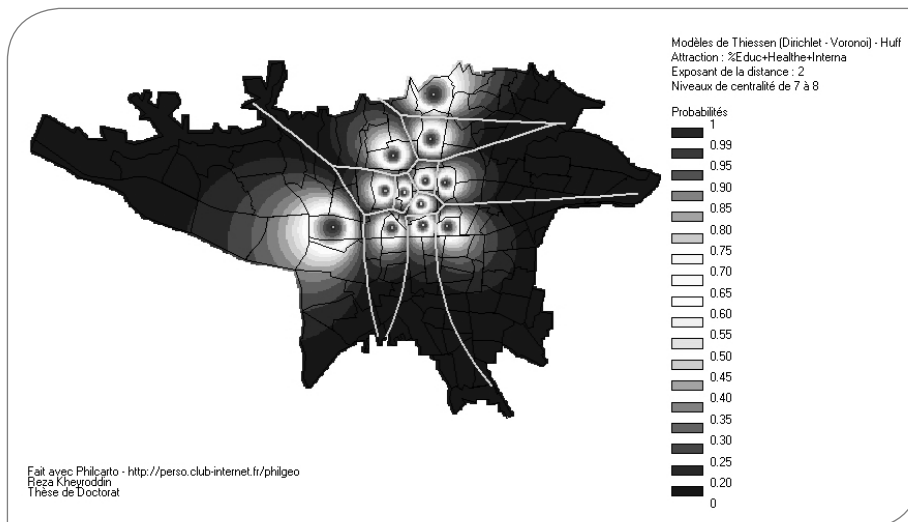 Modèles de Thiessen (Dirichlet - Voronoi) - Huff
Attraction : %Educ+Healthe+Interna
Exposant de la distance : 2
Niveaux de centralité de 7 à 8
Probabilités
1
0.99
0.95
0.90
0.85
0.80
0.75
0.70
0.65
0.60
0.55
0.50
0.45
0.40
0.35
0.30
0.25
0.20
0
Fait avec Philcarto - http://perso.club-internet.fr/philgeo
Reza Kheyroddin
Thèse de Doctorat